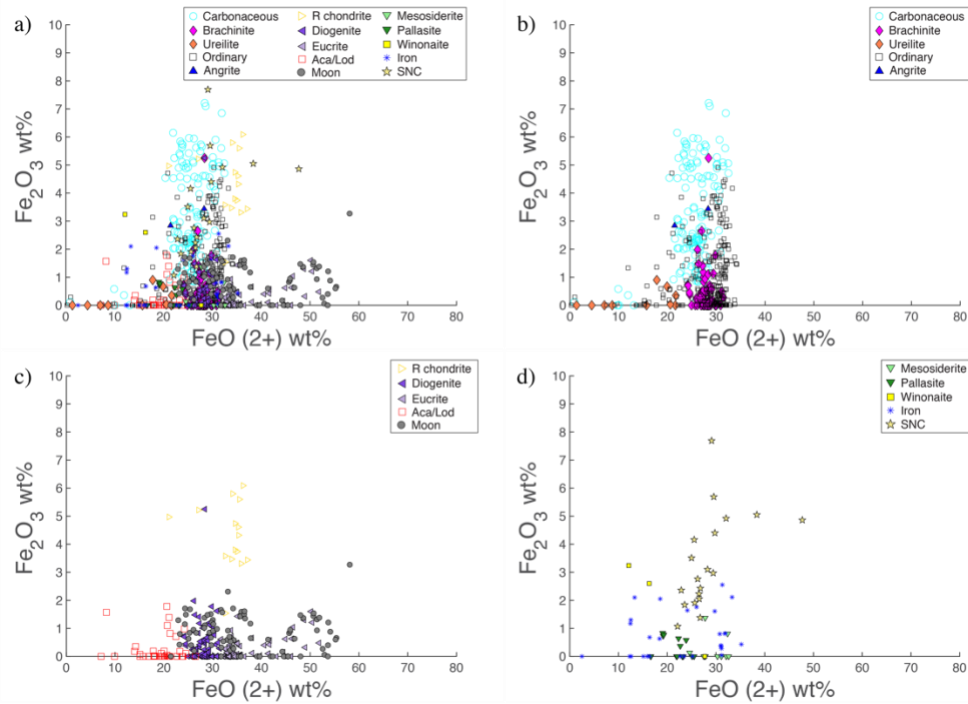 a)
Carbonaceous
Brachinite
Ureilite
Ordinary
Angrite
R chondrite
Diogenite
Eucrite
Aca/Lod
Moon
Mesosiderite
Pallasite
Winonaite
Iron
SNC
10
9
8
7
6
5
4
3
2
1
0
Fe2O3 wt%
0 10 20 30 40 50 60 70 80
FeO (2+) wt%
b)
Carbonaceous
Brachinite
Ureilite
Ordinary
Angrite
10
9
8
7
6
5
4
3
2
1
0
Fe2O3 wt%
0 10 20 30 40 50 60 70 80
FeO (2+) wt%
c)
R chondrite
Diogenite
Eucrite
Aca/Lod
Moon
10
9
8
7
6
5
4
3
2
1
0
Fe2O3 wt%
0 10 20 30 40 50 60 70 80
FeO (2+) wt%
d)
Mesosiderite
Pallasite
Winonaite
Iron
SNC
10
9
8
7
6
5
4
3
2
1
0
Fe2O3 wt%
0 10 20 30 40 50 60 70 80
FeO (2+) wt%